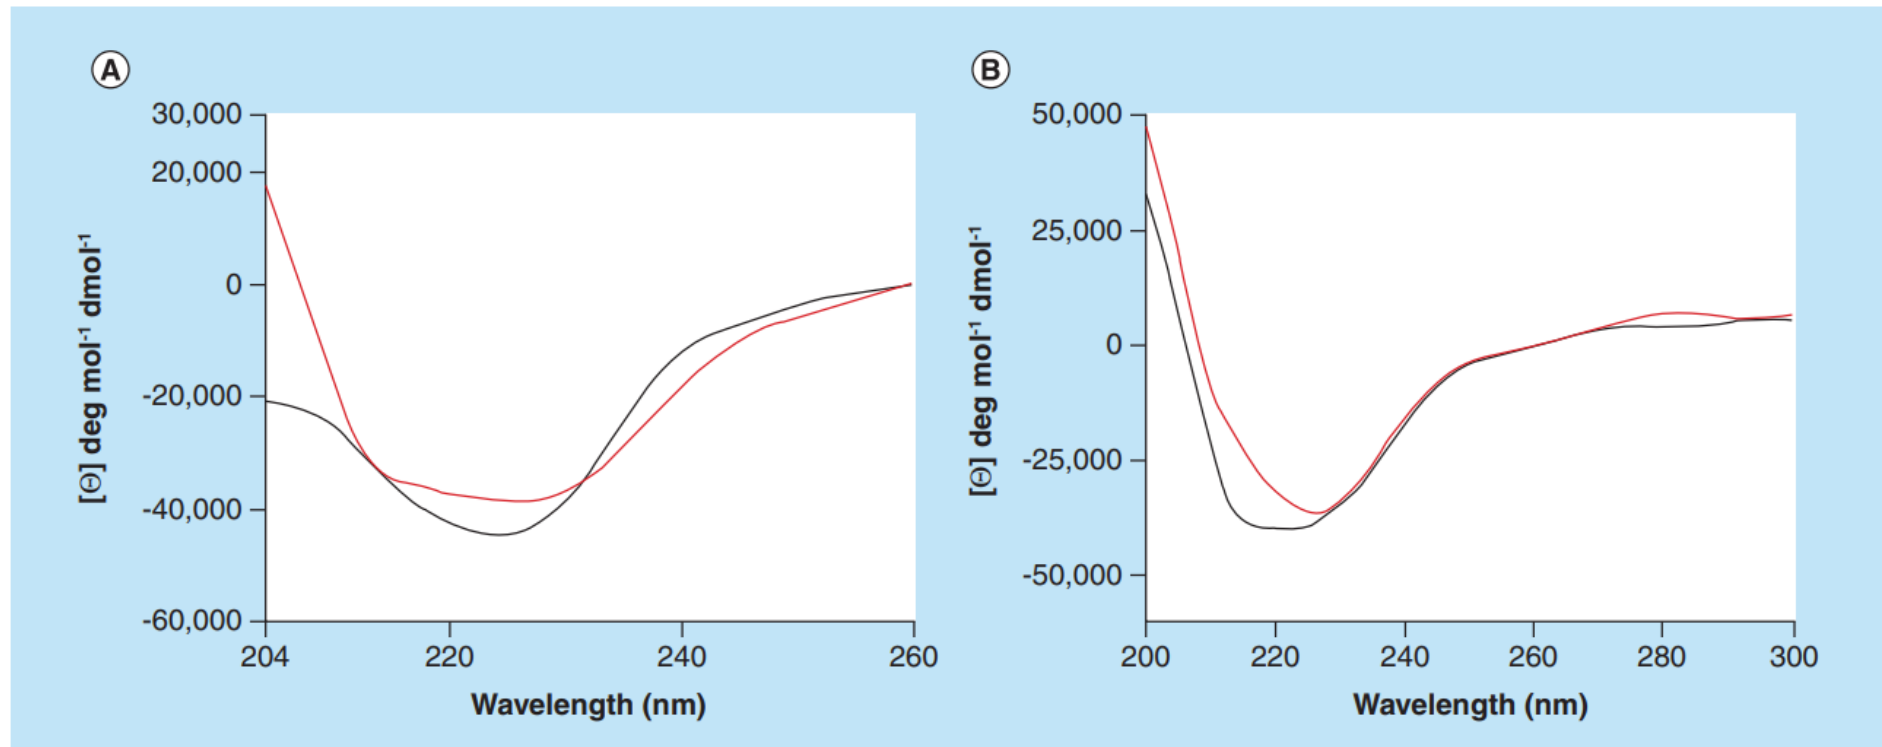 A
30,000
20,000
0
-20,000
-40,000
-60,000
204 220 240 260
[Θ] deg mol-1 dmol-1
Wavelength (nm)
B
50,000
25,000
0
-25,000
-50,000
200 220 240 260 280 300
[Θ] deg mol-1 dmol-1
Wavelength (nm)